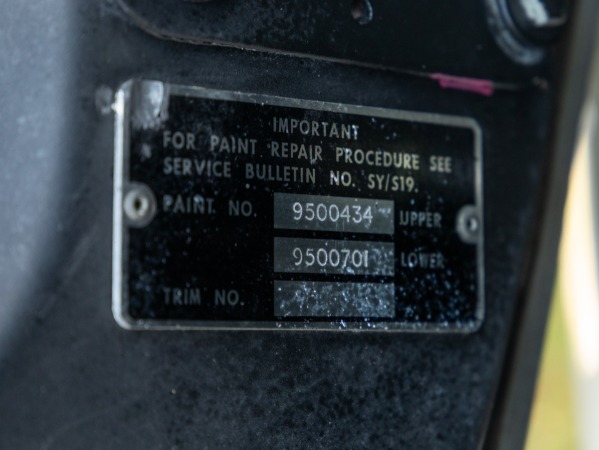 IMPORTANT
FOR PAINT REPAIR PROCEDURE SEE
SERVICE BULLETIN NO. SY/S19.
PAINT. NO. 9500434 UPPER
9500701 LOWER
TRIM NO.